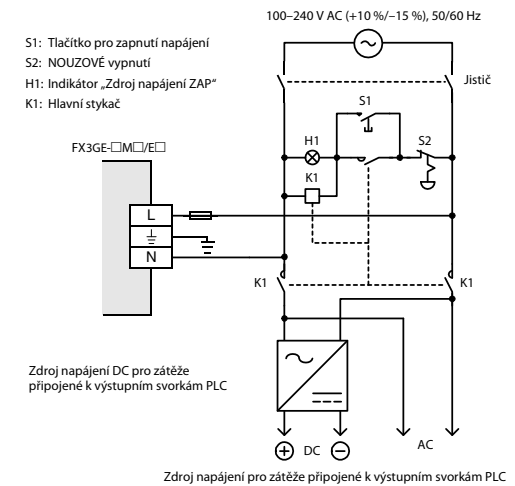 100–240 V AC (+10 %/–15 %), 50/60 Hz
S1: Tlačítko pro zapnutí napájení
S2: NOUZOVÉ vypnutí
H1: Indikátor „Zdroj napájení ZAP“
K1: Hlavní stykač
Jistič
S1
H1
S2
K1
FX3GE-□M□/E□
L
N
K1
K1
Zdroj napájení DC pro zátěže
připojené k výstupním svorkám PLC
DC
AC
Zdroj napájení pro zátěže připojené k výstupním svorkám PLC